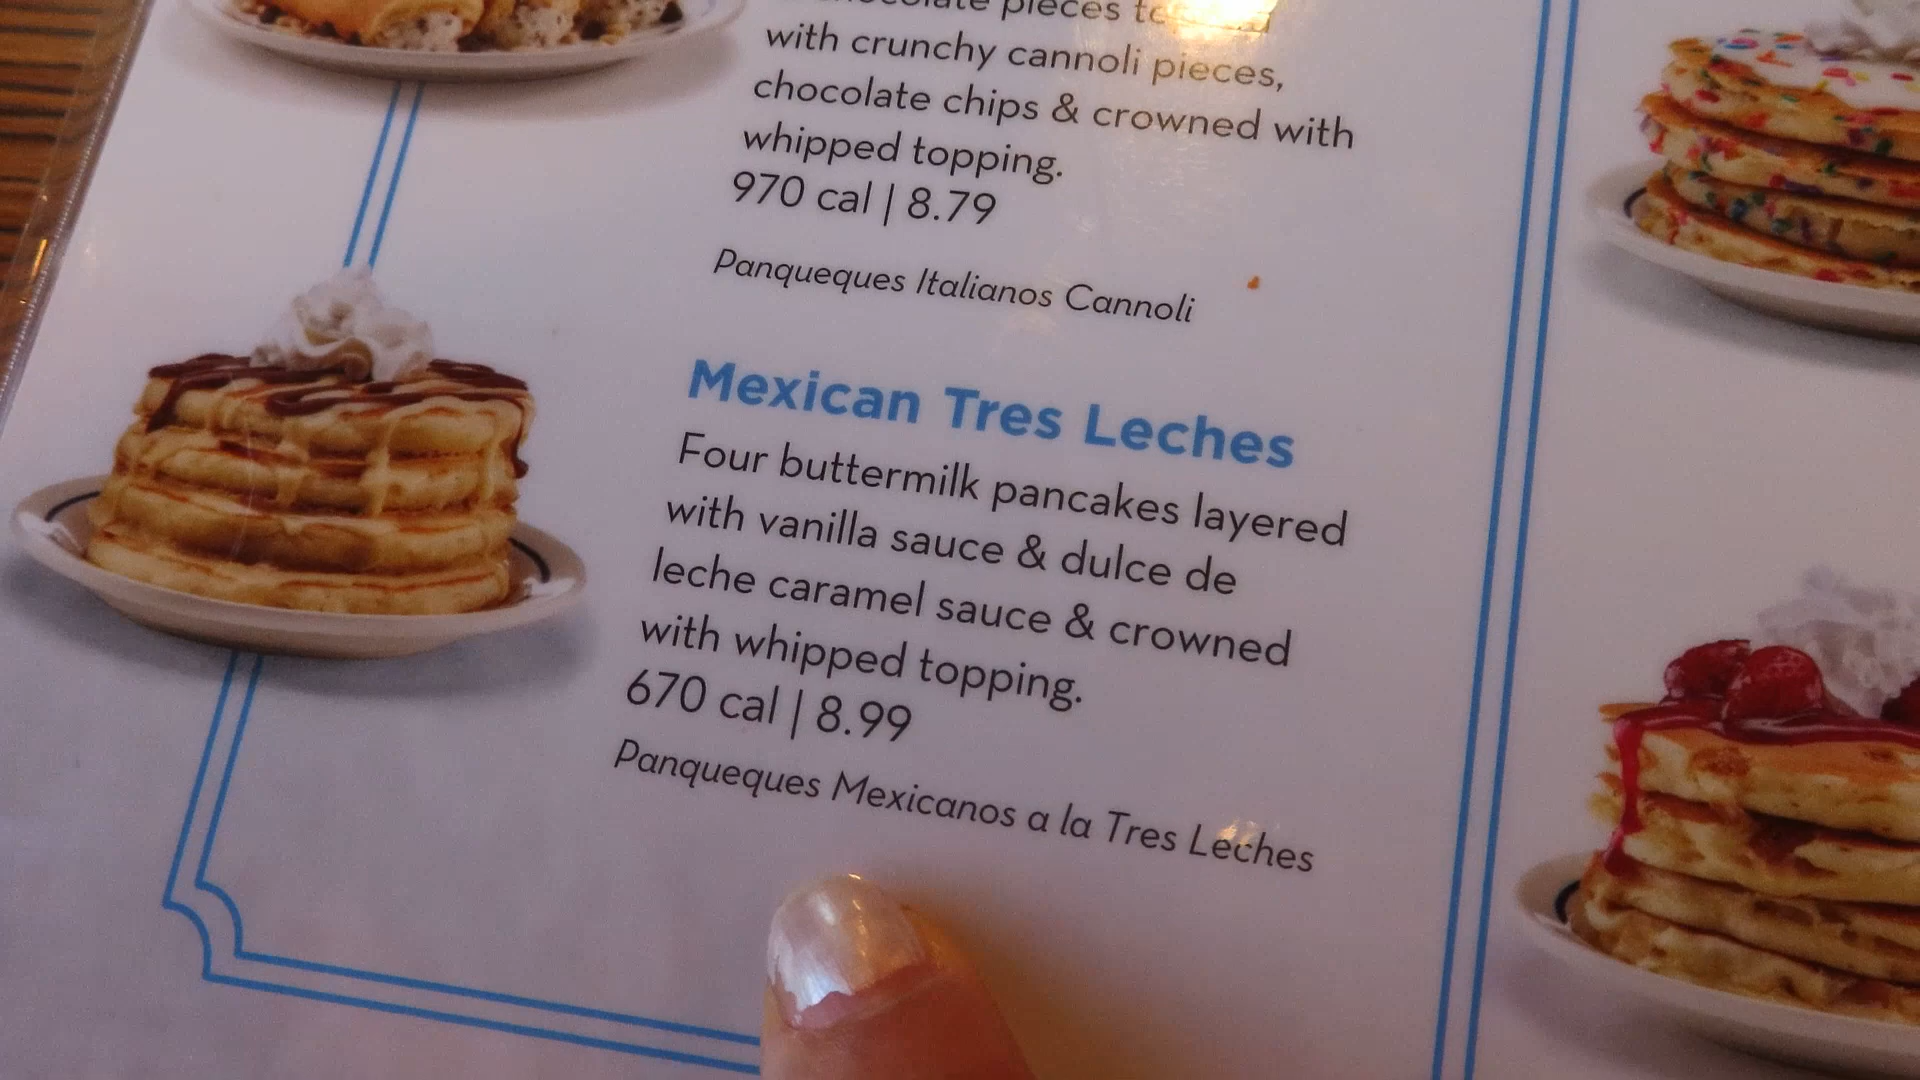 pieces
with crunchy cannoli pieces,
chocolate chips & crowned with
whipped topping.
970 cal | 8.79
Panqueques Italianos Cannoli
Mexican Tres Leches
Four buttermilk pancakes layered
with vanilla sauce & dulce de
leche caramel sauce & crowned
with whipped topping.
670 cal | 8.99
Panqueques Mexicanos a la Tres Leches